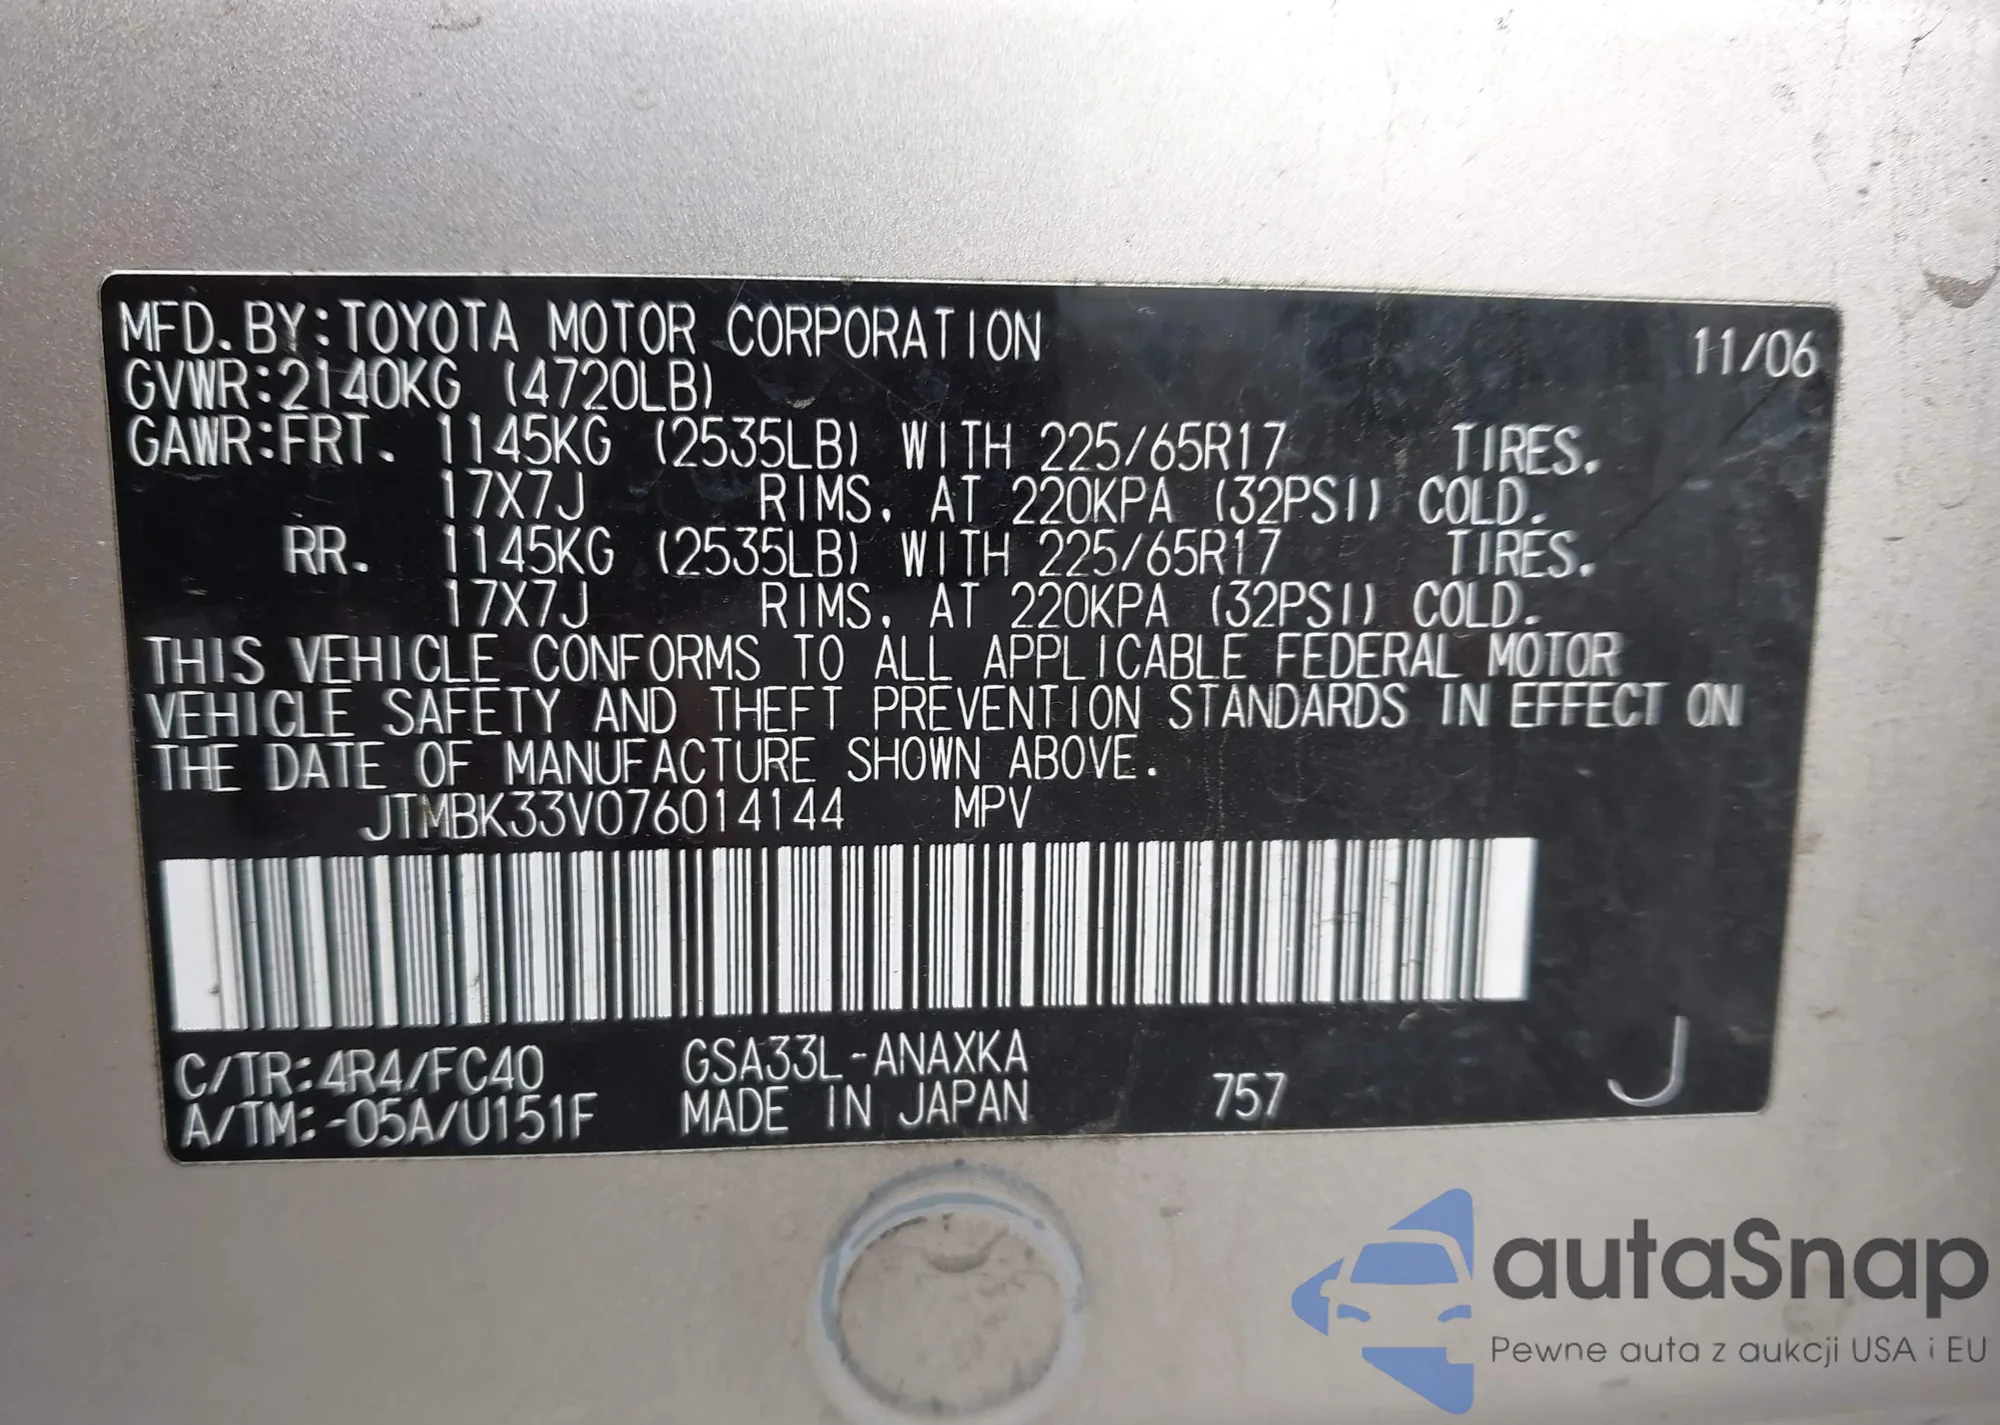 MFD. BY: TOYOTA MOTOR CORPORATION 11/06
GVWR: 2140KG (4720LB)
GAWR: FRT. 1145KG (2535LB) WITH 225/65R17 TIRES.
17X7J RIMS, AT 220KPA (32PSI) COLD.
RR. 1145KG (2535LB) WITH 225/65R17 TIRES.
17X7J RIMS, AT 220KPA (32PSI) COLD.
THIS VEHICLE CONFORMS TO ALL APPLICABLE FEDERAL MOTOR
VEHICLE SAFETY AND THEFT PREVENTION STANDARDS IN EFFECT ON
THE DATE OF MANUFACTURE SHOWN ABOVE.
JTMBK33V076014144 MPV
C/TR: 4R4/FC40 GSA33L-ANAXKA
A/TM: -05A/U151F MADE IN JAPAN 757 J
autaSnap
Pewne auta z aukcji USA i EU